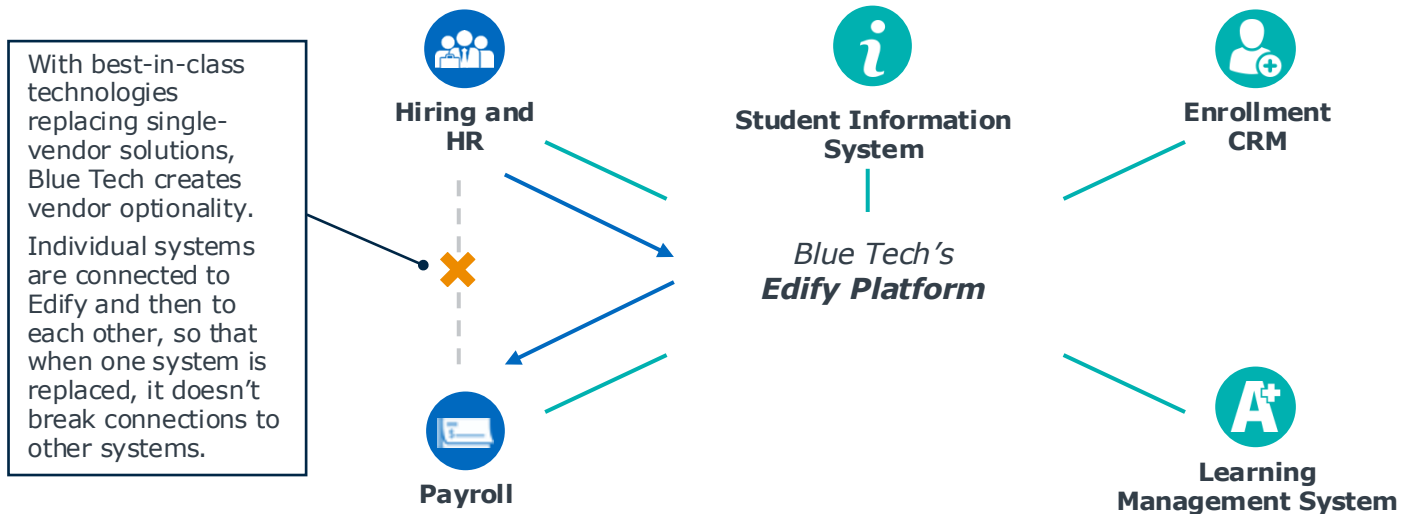 With best-in-class
technologies
replacing single-
vendor solutions,
Blue Tech creates
vendor optionality.
Individual systems
are connected to
Edify and then to
each other, so that
when one system is
replaced, it doesn’t
break connections to
other systems.
Hiring and
HR
Student Information
System
Enrollment
CRM
Blue Tech’s
Edify Platform
Payroll
Learning
Management System